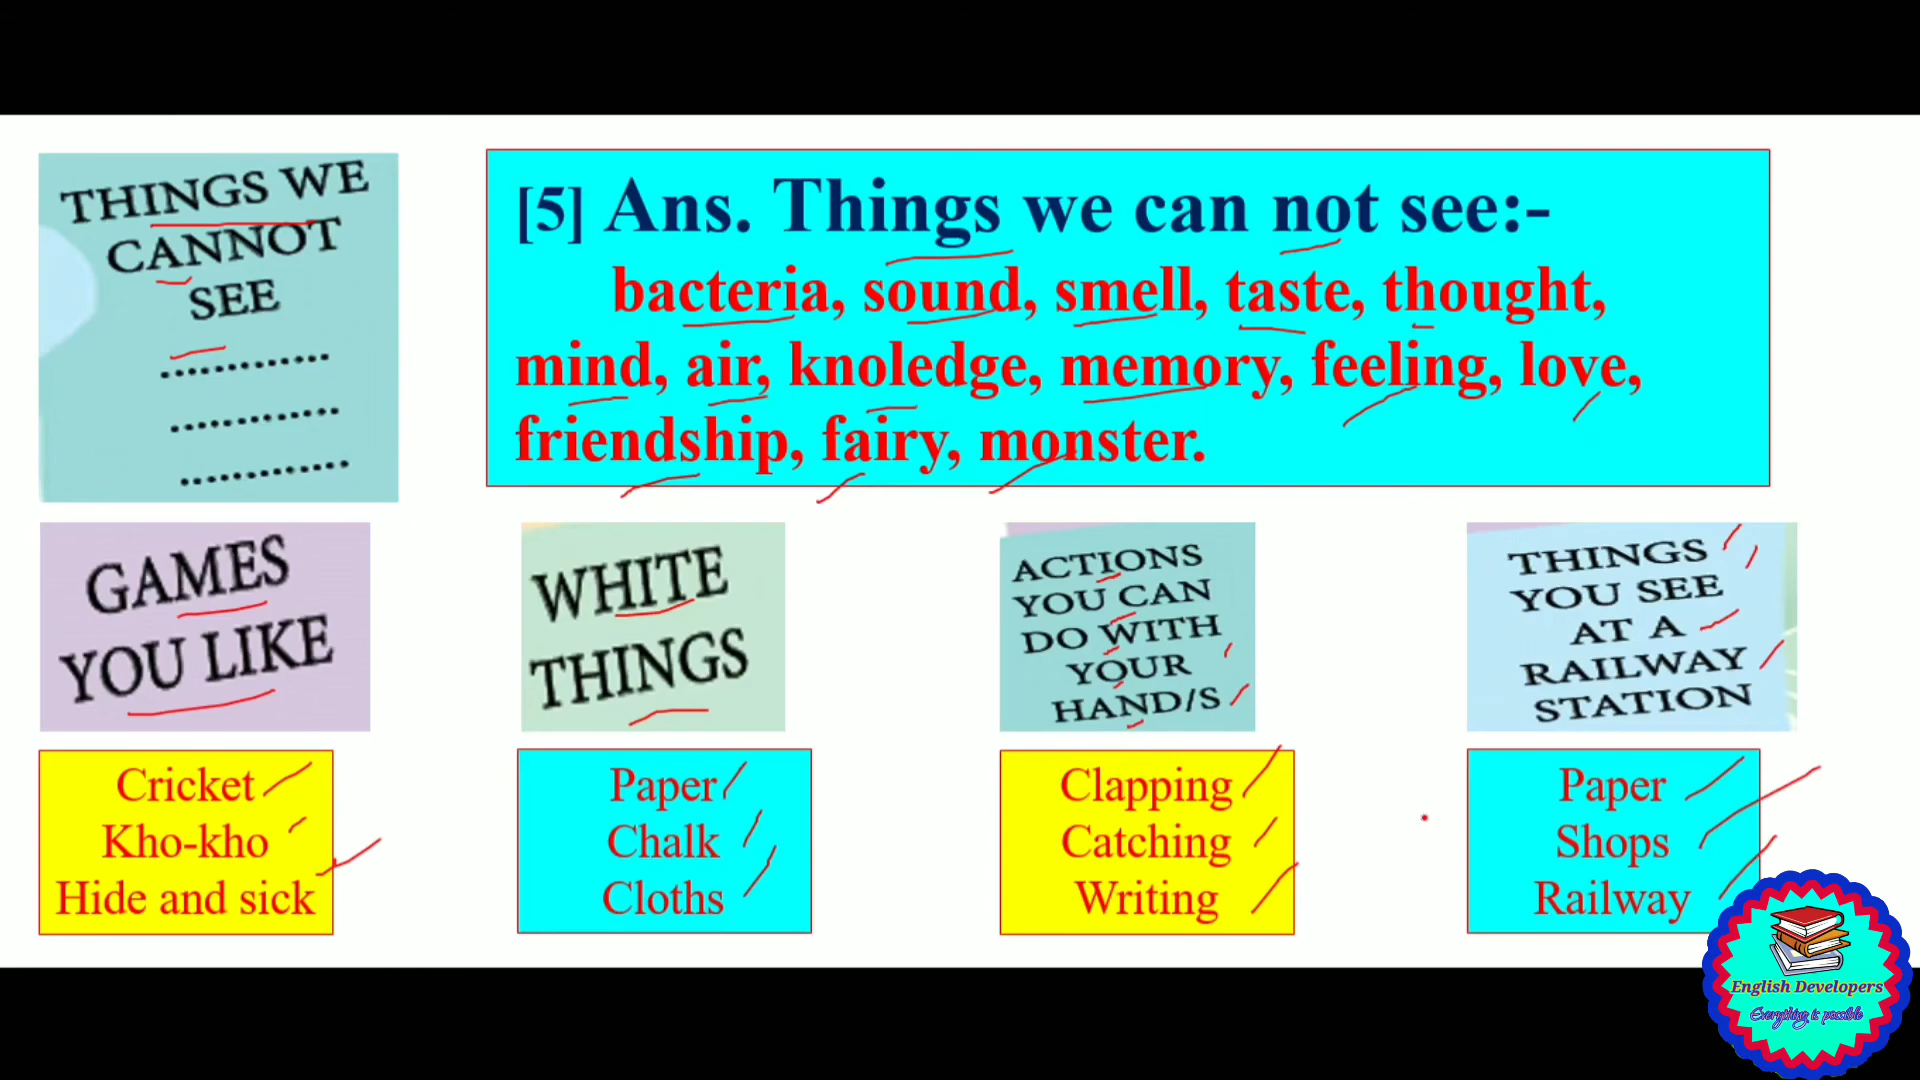 THINGS WE
CANNOT
SEE
............
............
............
[5] Ans. Things we can not see:-
bacteria, sound, smell, taste, thought,
mind, air, knoledge, memory, feeling, love,
friendship, fairy, monster.
GAMES
YOU LIKE
WHITE
THINGS
ACTIONS
YOU CAN
DO WITH
YOUR
HAND/S
THINGS
YOU SEE
AT A
RAILWAY
STATION
Cricket
Kho-kho
Hide and sick
Paper
Chalk
Cloths
Clapping
Catching
Writing
Paper
Shops
Railway
English Developers
Everything is possible